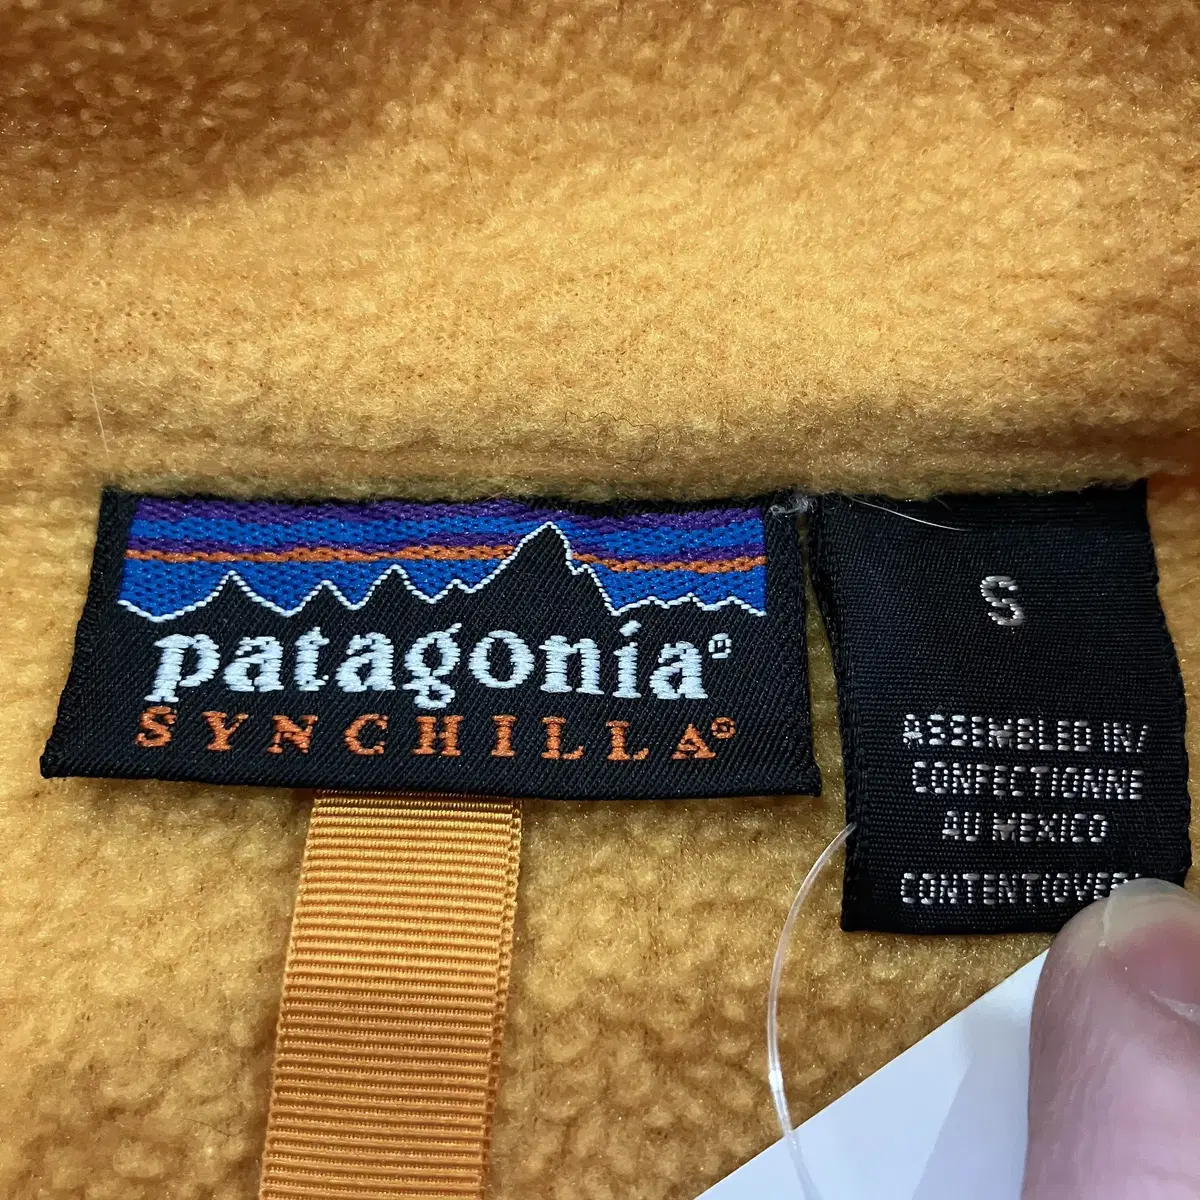 patagonia®
SYNCHILLA®
S
ASSEMBLED IN/
CONFECTIONNE
AU MEXICO